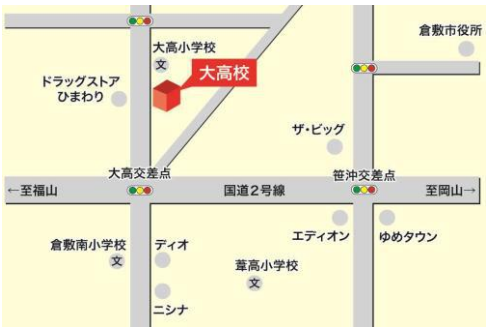 倉敷市役所
大高小学校
文
大高校
ドラッグストア
ひまわり
ザ・ビッグ
大高交差点
笹沖交差点
←至福山
国道2号線
至岡山→
エディオン
ゆめタウン
倉敷南小学校
文
ディオ
葦高小学校
文
ニシナ